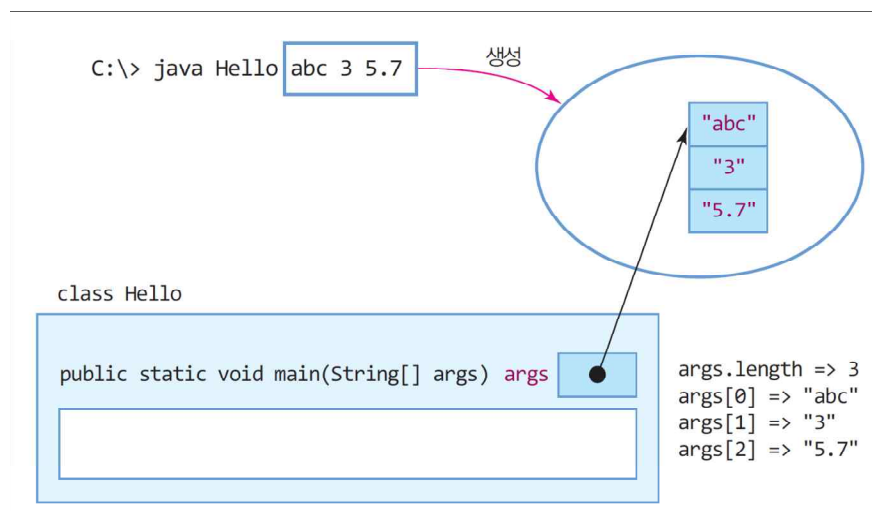 C:\> java Hello abc 3 5.7
생성
"abc"
"3"
"5.7"
class Hello
public static void main(String[] args) args
args.length => 3
args[0] => "abc"
args[1] => "3"
args[2] => "5.7"